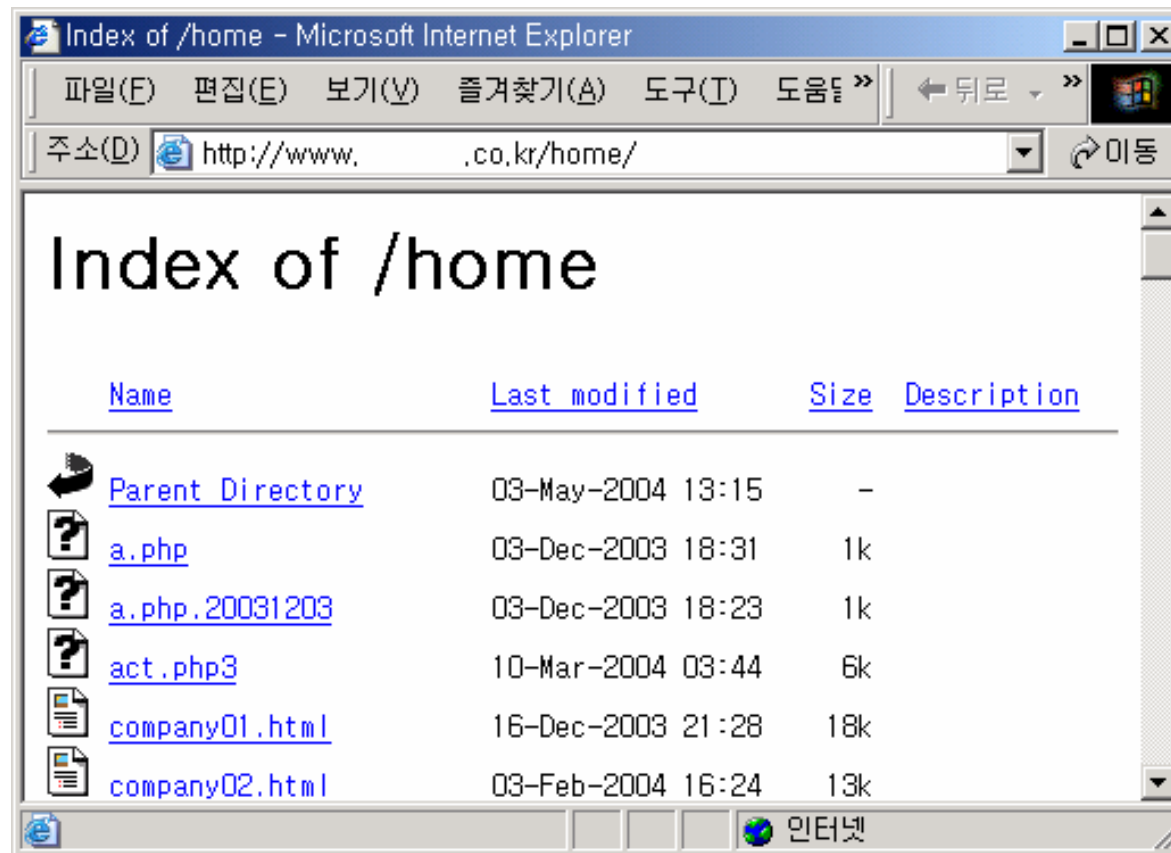 Index of /home - Microsoft Internet Explorer
파일(F) 편집(E) 보기(V) 즐겨찾기(A) 도구(T) » 뒤로 »
주소(D) http://www. .co.kr/home/ 이동
Index of /home
Name Last modified Size Description
Parent Directory 03-May-2004 13:15 -
a.php 03-Dec-2003 18:31 1k
a.php.20031203 03-Dec-2003 18:23 1k
act.php3 10-Mar-2004 03:44 6k
company01.html 16-Dec-2003 21:28 18k
company02.html 03-Feb-2004 16:24 13k
인터넷